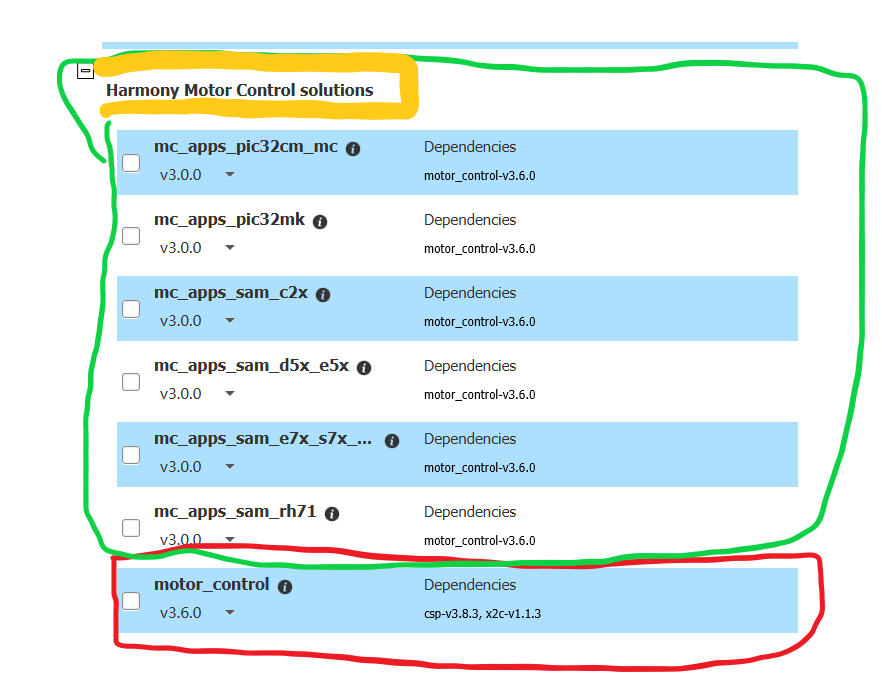 Harmony Motor Control solutions
mc_apps_pic32cm_mc Dependencies
v3.0.0 motor_control-v3.6.0
mc_apps_pic32mk Dependencies
v3.0.0 motor_control-v3.6.0
mc_apps_sam_c2x Dependencies
v3.0.0 motor_control-v3.6.0
mc_apps_sam_d5x_e5x Dependencies
v3.0.0 motor_control-v3.6.0
mc_apps_sam_e7x_s7x_... Dependencies
v3.0.0 motor_control-v3.6.0
mc_apps_sam_rh71 Dependencies
v3.0.0 motor_control-v3.6.0
motor_control Dependencies
v3.6.0 csp-v3.8.3, x2c-v1.1.3